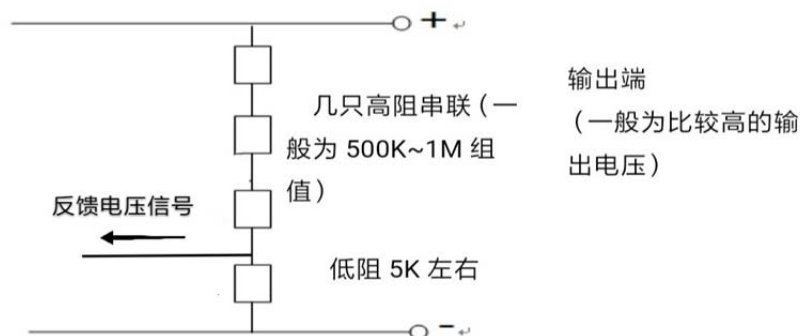 +
几只高阻串联（一
般为 500K~1M 组
值）
输出端
（一般为比较高的输
出电压）
反馈电压信号
低阻 5K 左右
-